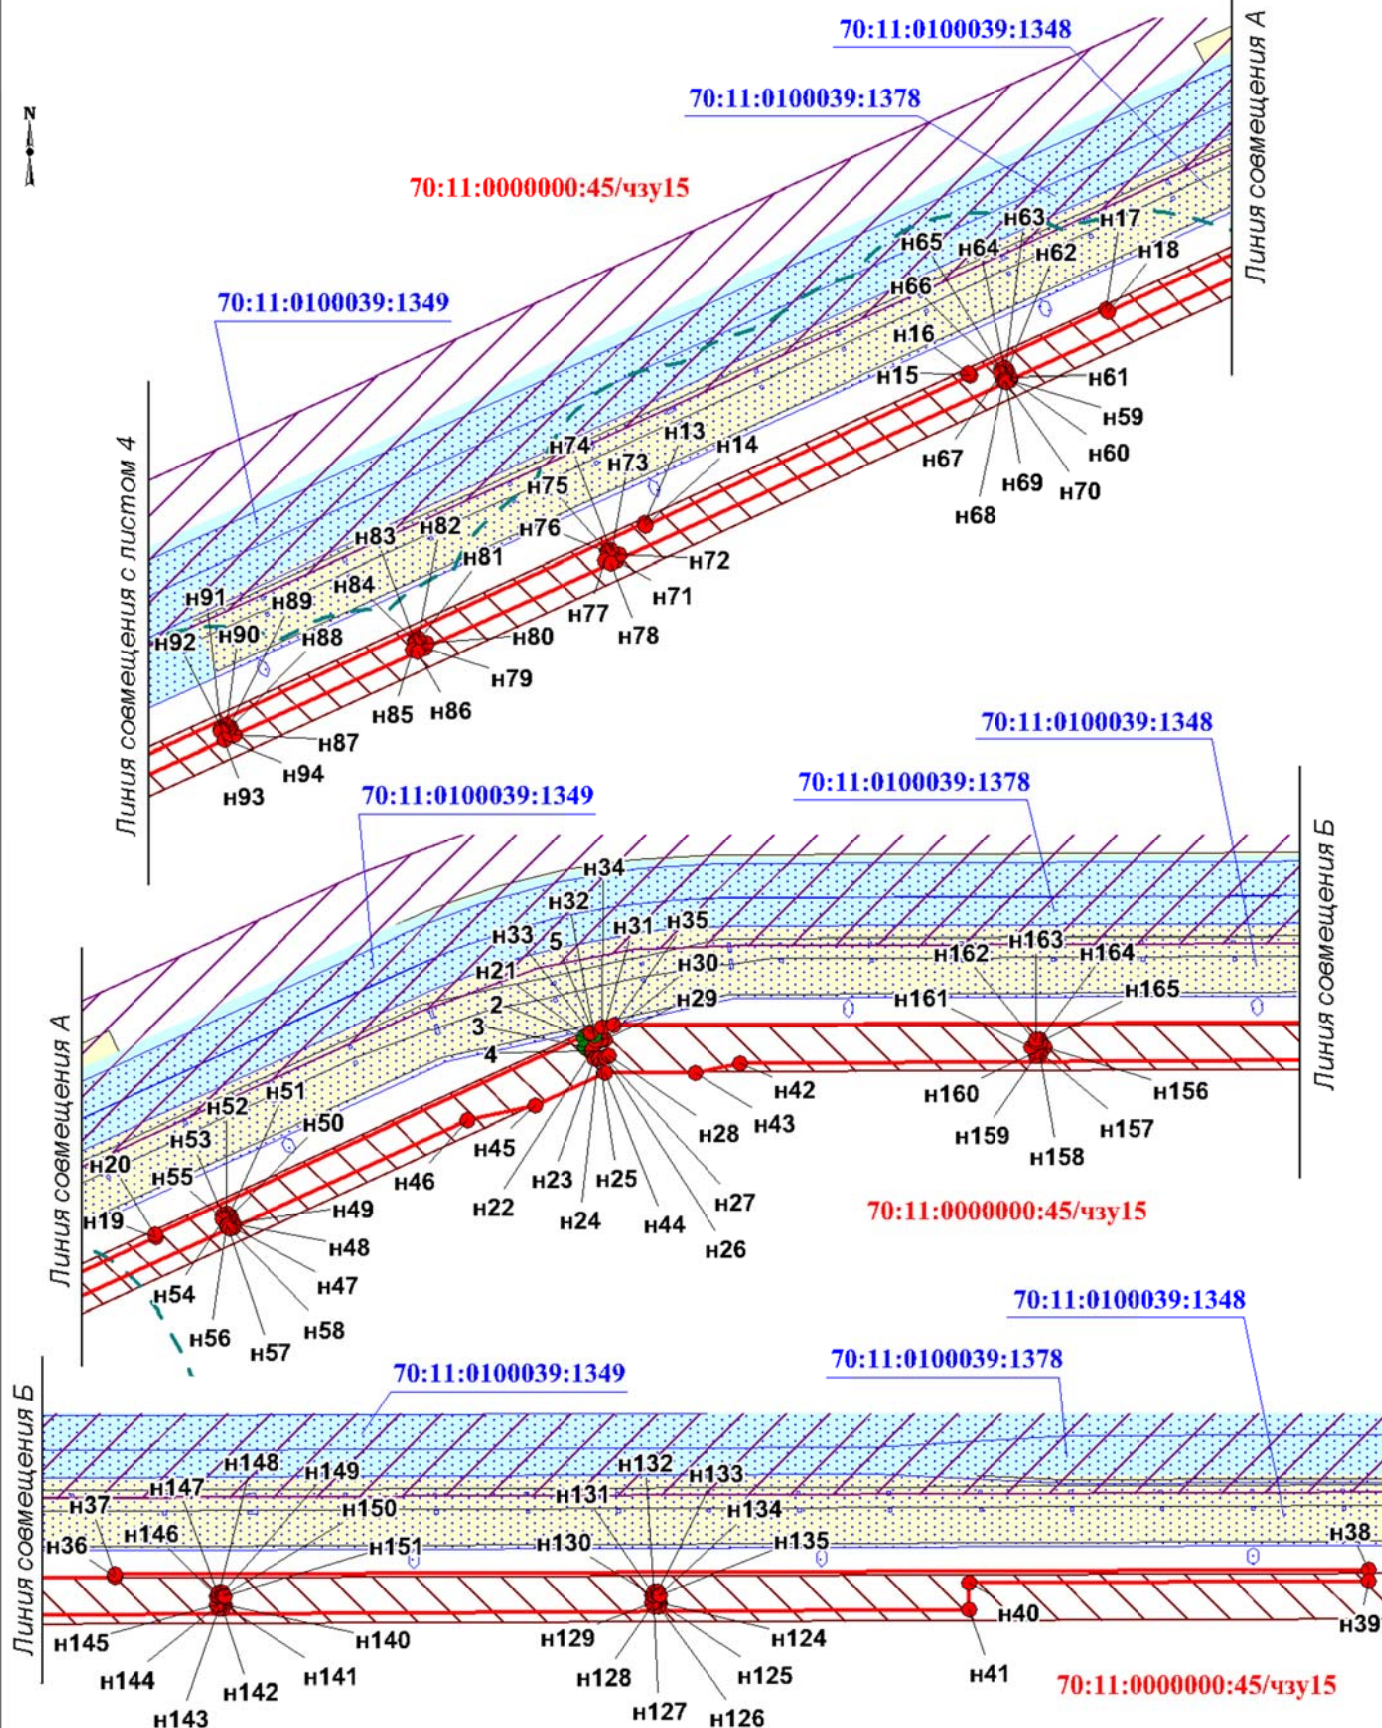 70:11:0100039:1348
70:11:0100039:1378
N
70:11:0000000:45/чзу15
70:11:0100039:1349
Линия совмещения А
Линия совмещения с листом 4
н63
н17
н65
н64
н62
н18
н66
н16
н15
н61
н59
н67
н60
н69
н70
н68
н74
н13
н14
н73
н75
н76
н72
н71
н77
н78
н83
н82
н81
н84
н80
н79
н85
н86
н91
н89
н92
н90
н88
н87
н94
н93
70:11:0100039:1348
70:11:0100039:1378
70:11:0100039:1349
Линия совмещения Б
Линия совмещения А
н34
н32
н31
н35
н33
5
н21
н30
2
н29
3
4
н162
н163
н164
н161
н165
н160
н156
н159
н157
н158
н42
н43
н28
н51
н52
н50
н53
н20
н55
н19
н49
н48
н54
н47
н56
н58
н57
н45
н46
н22
н23
н25
н24
н44
н27
н26
70:11:0000000:45/чзу15
70:11:0100039:1348
70:11:0100039:1378
70:11:0100039:1349
Линия совмещения Б
н148
н149
н147
н37
н150
н146
н36
н151
н132
н133
н131
н134
н130
н135
н38
н145
н140
н144
н141
н142
н143
н129
н124
н128
н125
н127
н126
н40
н39
н41
70:11:0000000:45/чзу15